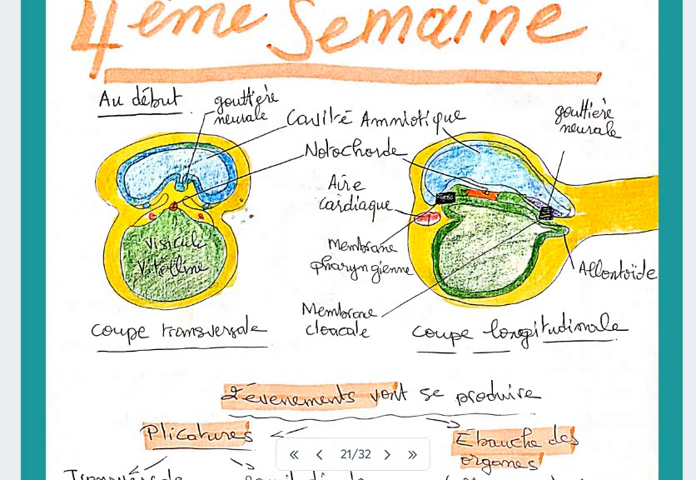 4ème Semaine
Au début
gouttière
neurale
Cavité Amniotique
gouttière
neurale
Notochorde
Aire
cardiaque
Membrane
pharyngienne
Vésicule
Vitelline
Allantoïde
Membrane
cloacale
Coupe transversale
Coupe longitudinale
2 évenements vont se produire
Plicatures
Ébauche des
organes
21/32